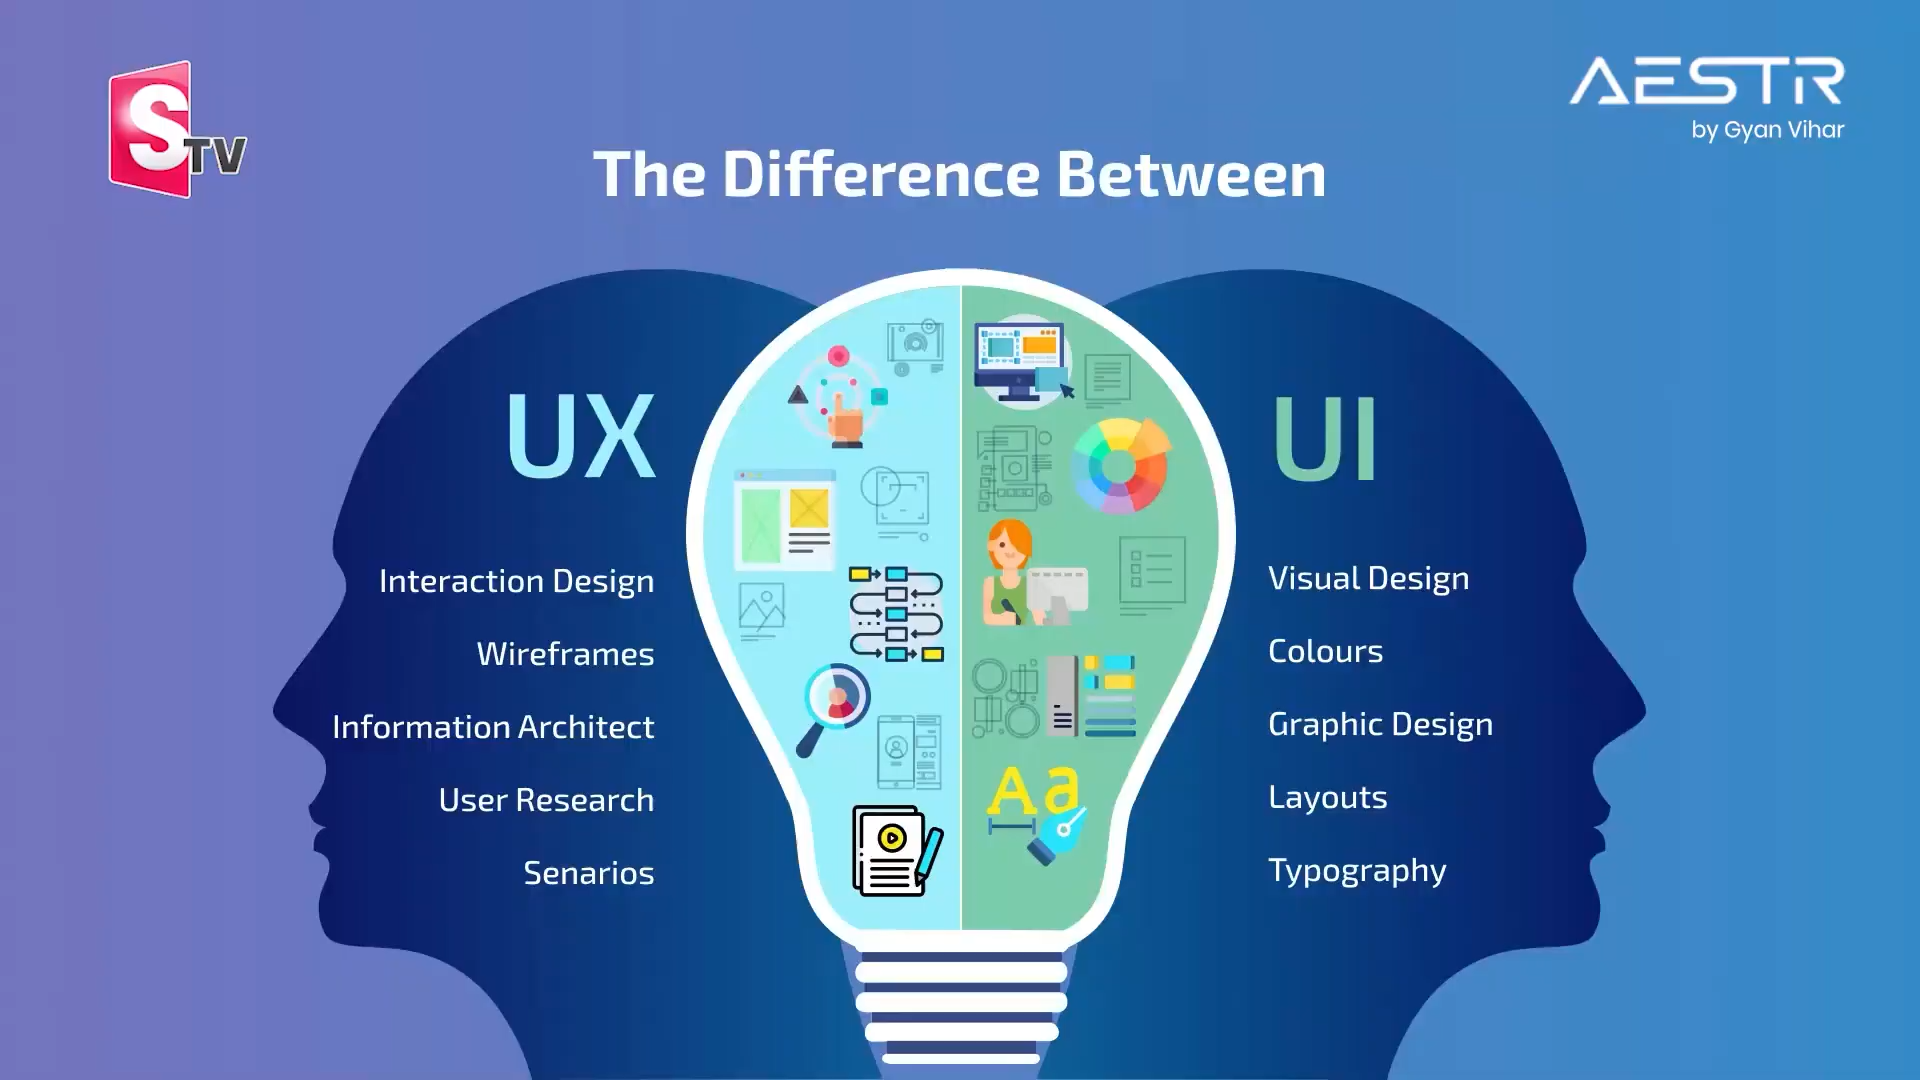 STV
AESTR
by Gyan Vihar
The Difference Between
UX
Interaction Design
Wireframes
Information Architect
User Research
Senarios
Aa
UI
Visual Design
Colours
Graphic Design
Layouts
Typography